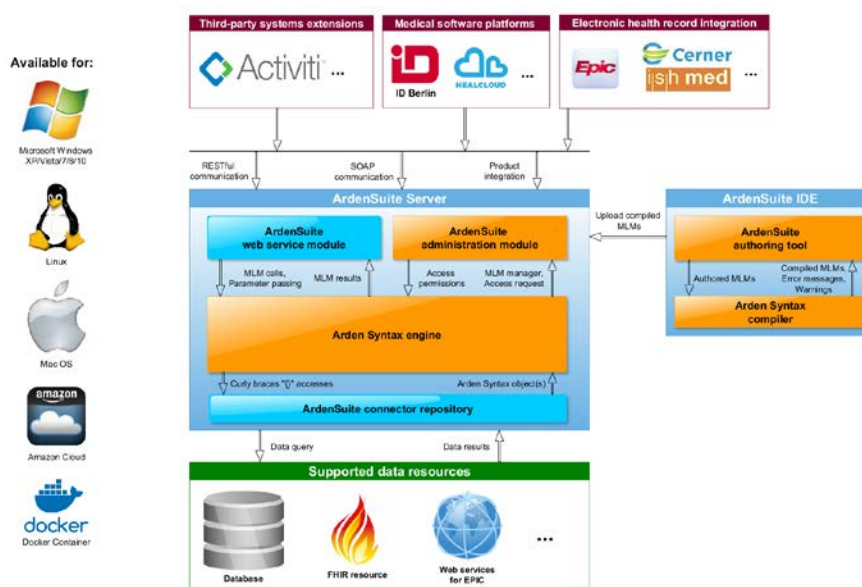 Third-party systems extensions
Medical software platforms
Electronic health record integration
Activiti ...
iD
ID Berlin
HEALCLOUD
...
Epic
Cerner
ish med
...
Available for:
Microsoft Windows
XP/Vista/7/8/10
Linux
Mac OS
amazon
Amazon Cloud
docker
Docker Container
RESTful
communication
SOAP
communication
Product
integration
ArdenSuite Server
ArdenSuite
web service module
ArdenSuite
administration module
MLM calls,
Parameter passing
MLM results
Access
permissions
MLM manager,
Access request
Arden Syntax engine
Curly braces "{}" accesses
Arden Syntax object(s)
ArdenSuite connector repository
Upload compiled
MLMs
ArdenSuite IDE
ArdenSuite
authoring tool
Authored MLMs
Compiled MLMs,
Error messages,
Warnings
Arden Syntax
compiler
Data query
Data results
Supported data resources
Database
FHIR resource
Web services
for EPIC
...